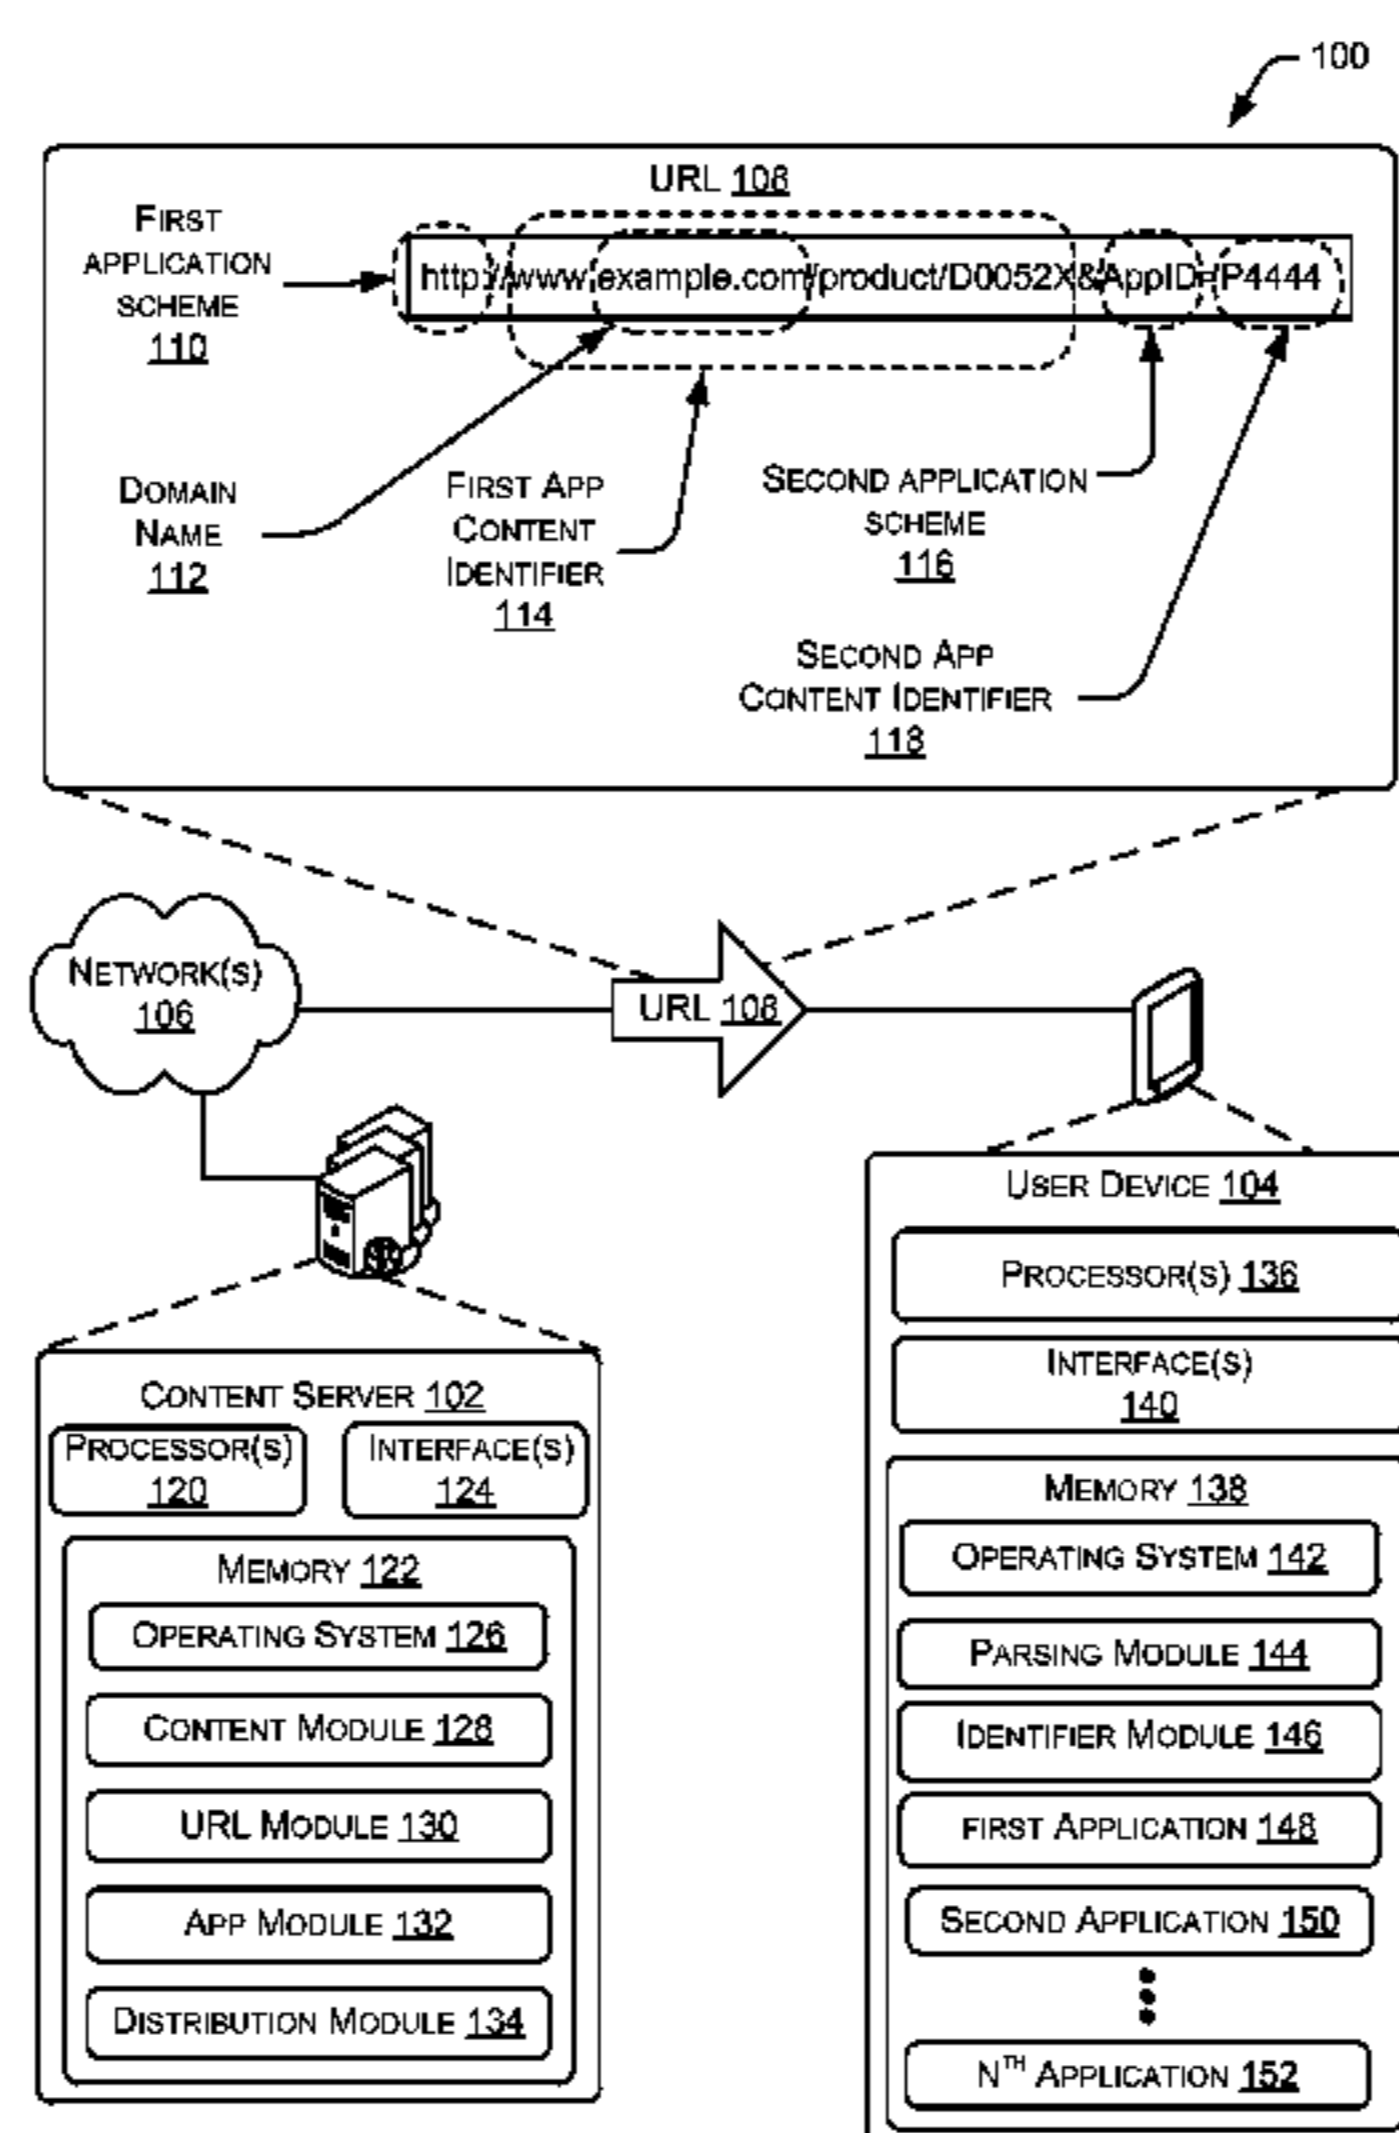 100
URL 108
FIRST
APPLICATION
SCHEME
110
http://www.example.com/product/D0052X&AppID=P4444
DOMAIN
NAME
112
FIRST APP
CONTENT
IDENTIFIER
114
SECOND APPLICATION
SCHEME
116
SECOND APP
CONTENT IDENTIFIER
118
NETWORK(S)
106
URL 108
CONTENT SERVER 102
PROCESSOR(S)
120
INTERFACE(S)
124
MEMORY 122
OPERATING SYSTEM 126
CONTENT MODULE 128
URL MODULE 130
APP MODULE 132
DISTRIBUTION MODULE 134
USER DEVICE 104
PROCESSOR(S) 136
INTERFACE(S)
140
MEMORY 138
OPERATING SYSTEM 142
PARSING MODULE 144
IDENTIFIER MODULE 146
FIRST APPLICATION 148
SECOND APPLICATION 150
NTH APPLICATION 152